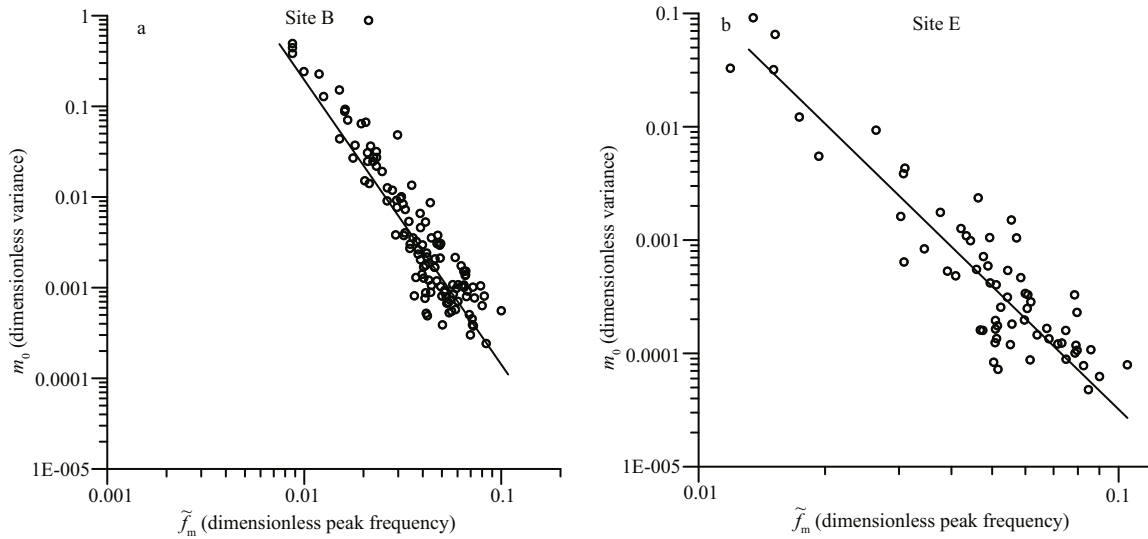 a
Site B
1
0.1
0.01
0.001
0.0001
1E-005
0.001
0.01
0.1
m₀ (dimensionless variance)
f̃ₘ (dimensionless peak frequency)
b
Site E
0.1
0.01
0.001
0.0001
1E-005
0.01
0.1
m₀ (dimensionless variance)
f̃ₘ (dimensionless peak frequency)